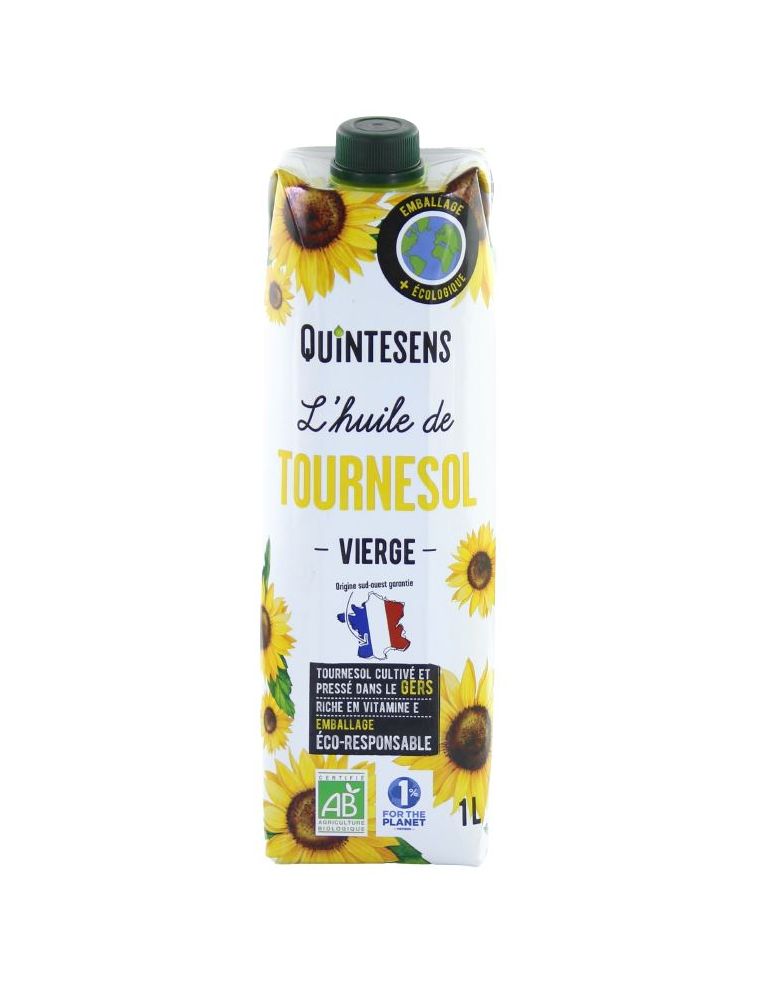 EMBALLAGE
+ ÉCOLOGIQUE
QUINTESENS
L'huile de
TOURNESOL
- VIERGE -
Origine sud-ouest garantie
TOURNESOL CULTIVÉ ET
PRESSÉ DANS LE GERS
RICHE EN VITAMINE E
EMBALLAGE
ÉCO-RESPONSABLE
CERTIFIÉ
AB
AGRICULTURE
BIOLOGIQUE
1%
FOR THE
PLANET
1L